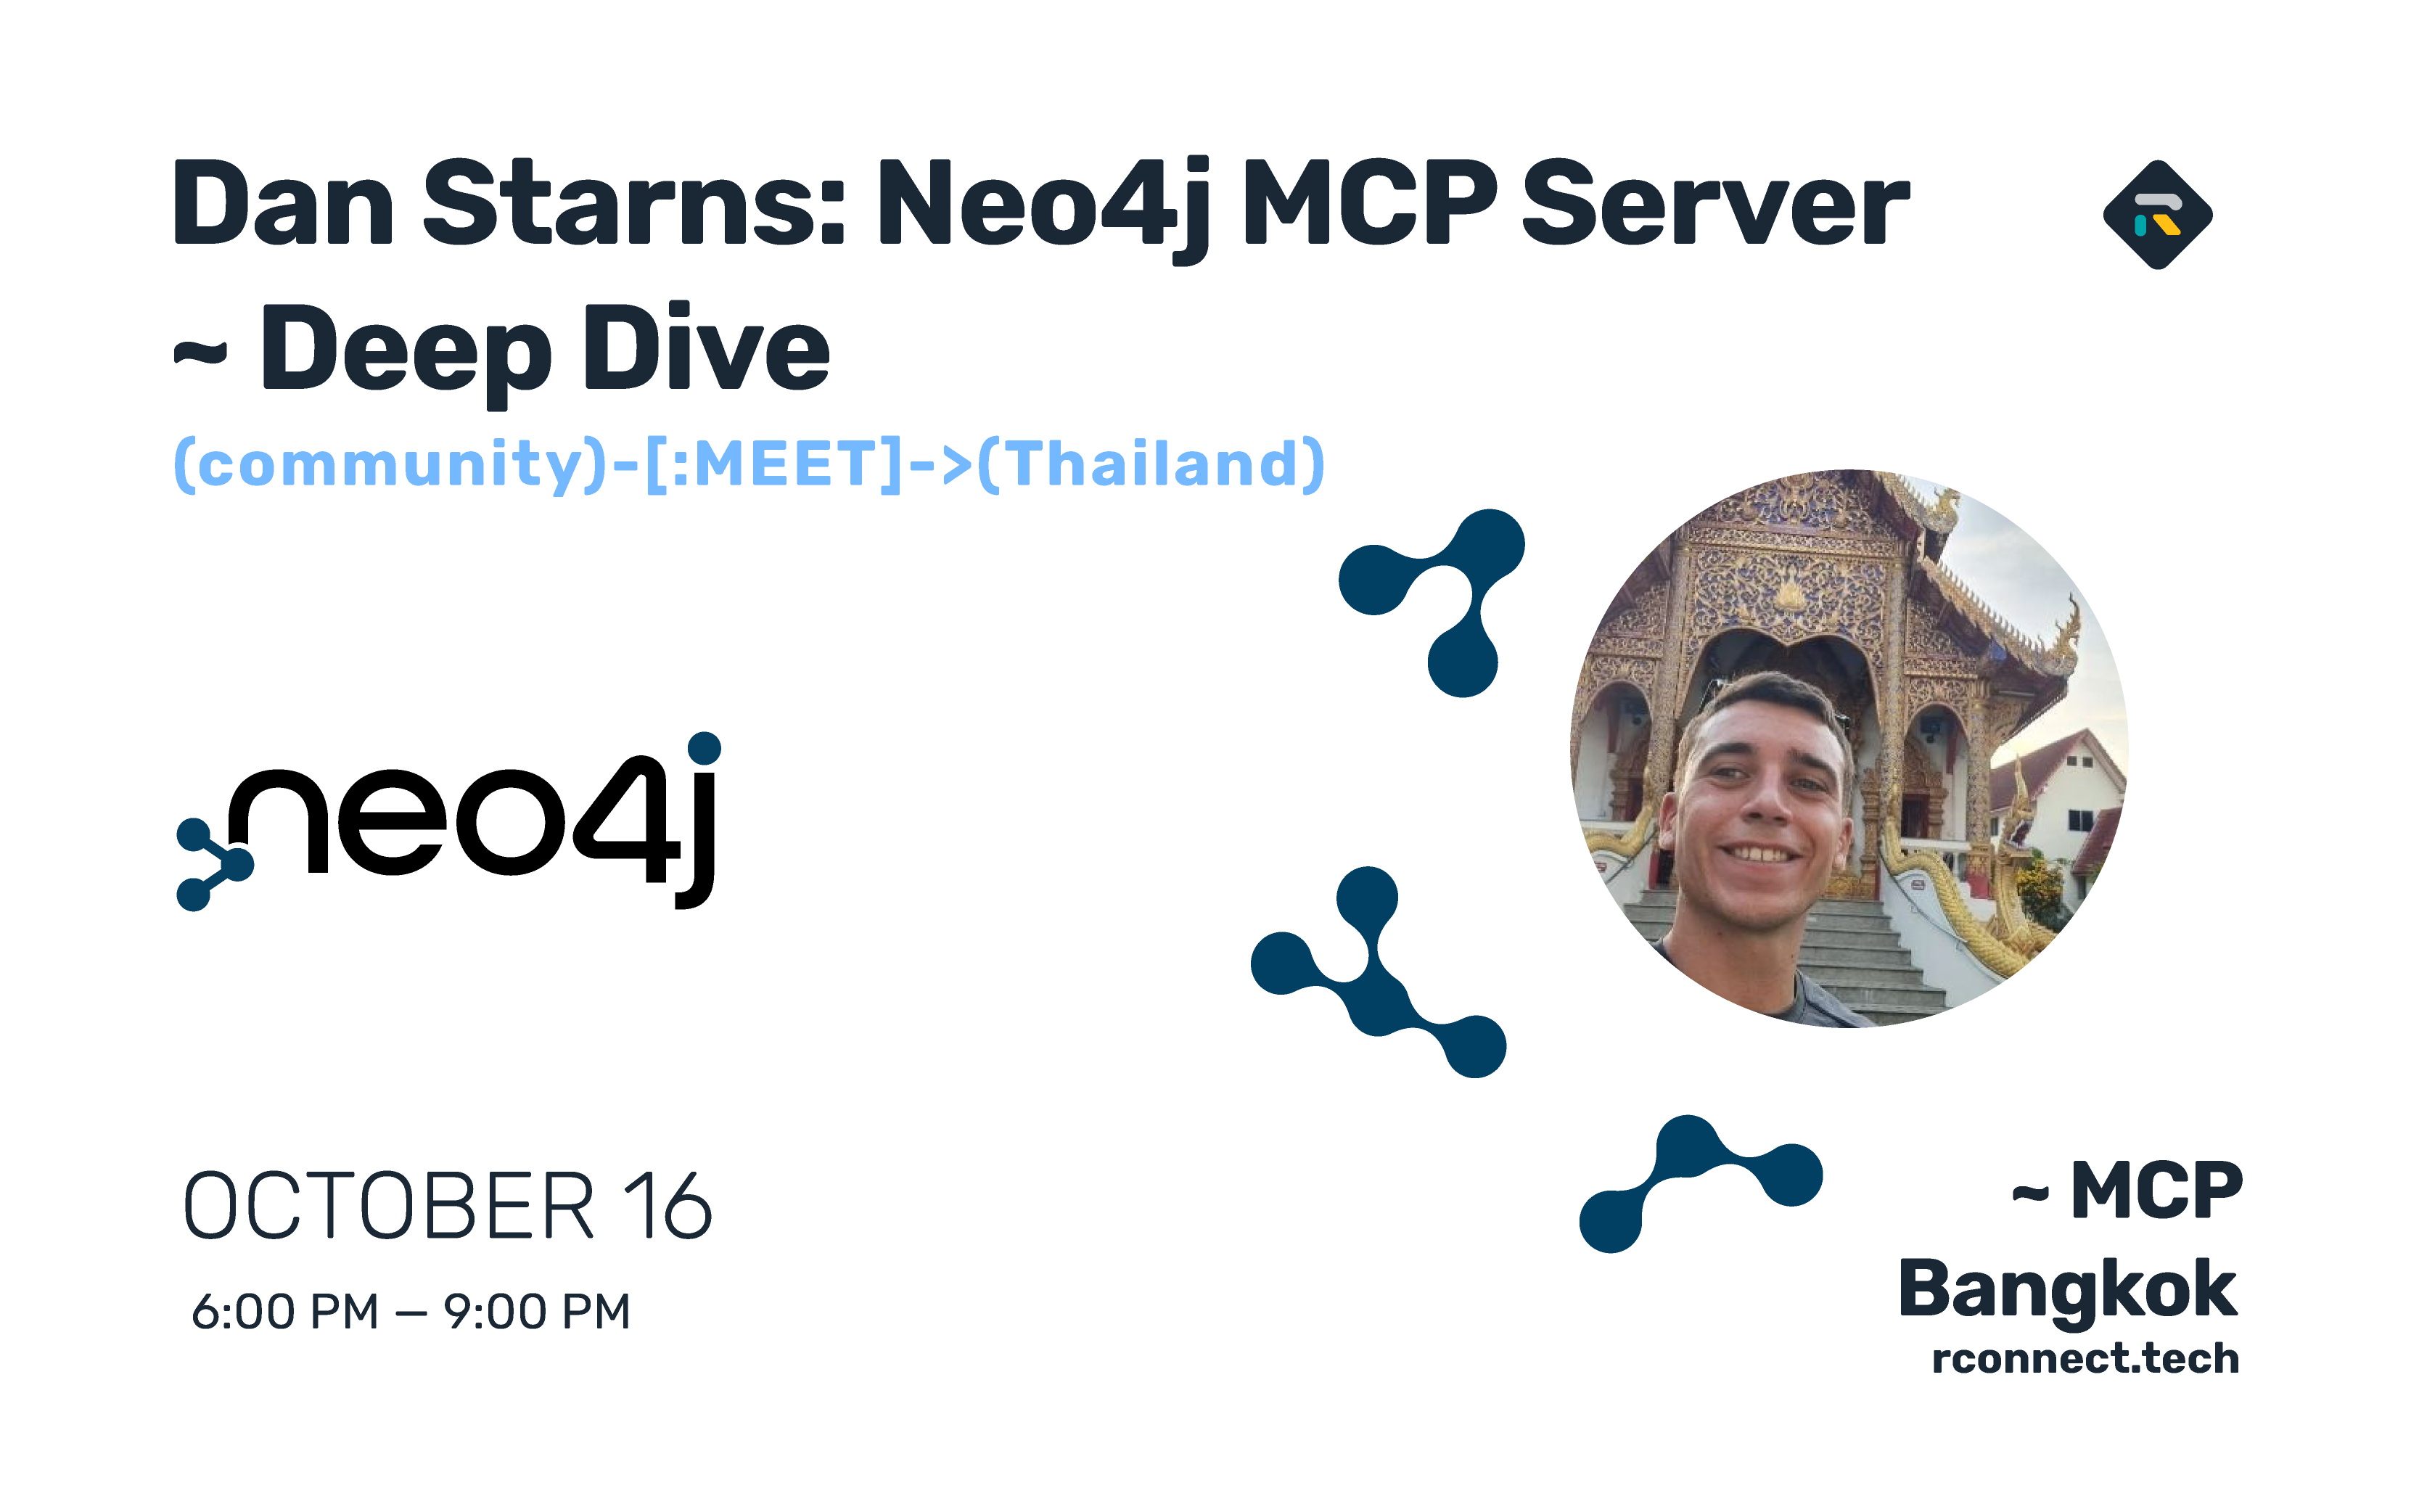 Dan Starns: Neo4j MCP Server
~ Deep Dive
(community)-[:MEET]->(Thailand)
neo4j
OCTOBER 16
6:00 PM — 9:00 PM
~ MCP
Bangkok
rconnect.tech